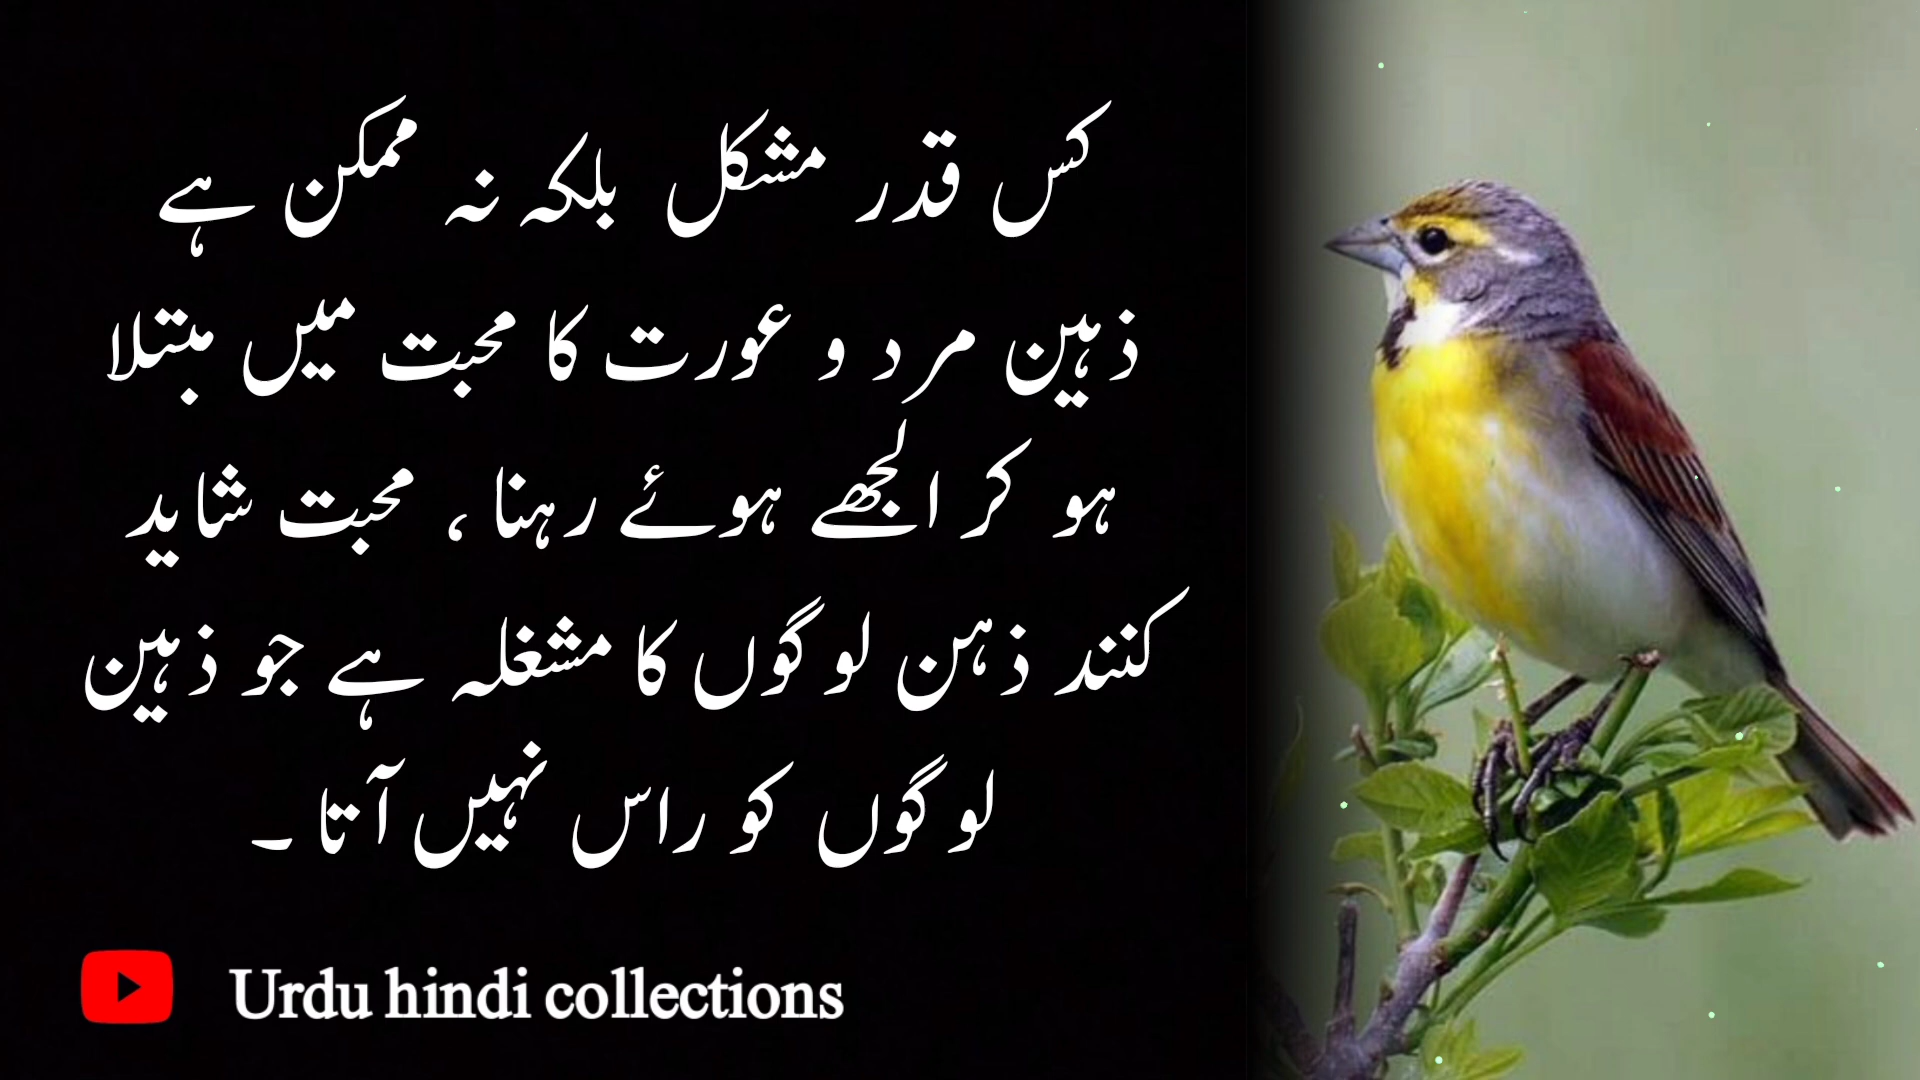 کس قدر مشکل بلکہ نہ ممکن ہے
ذہین مرد و عورت کا محبت میں مبتلا
ہو کر الجھے ہوئے رہنا ، محبت شاید
کنند ذہن لوگوں کا مشغلہ ہے جو ذہین
لوگوں کو راس نہیں آتا ۔
Urdu hindi collections